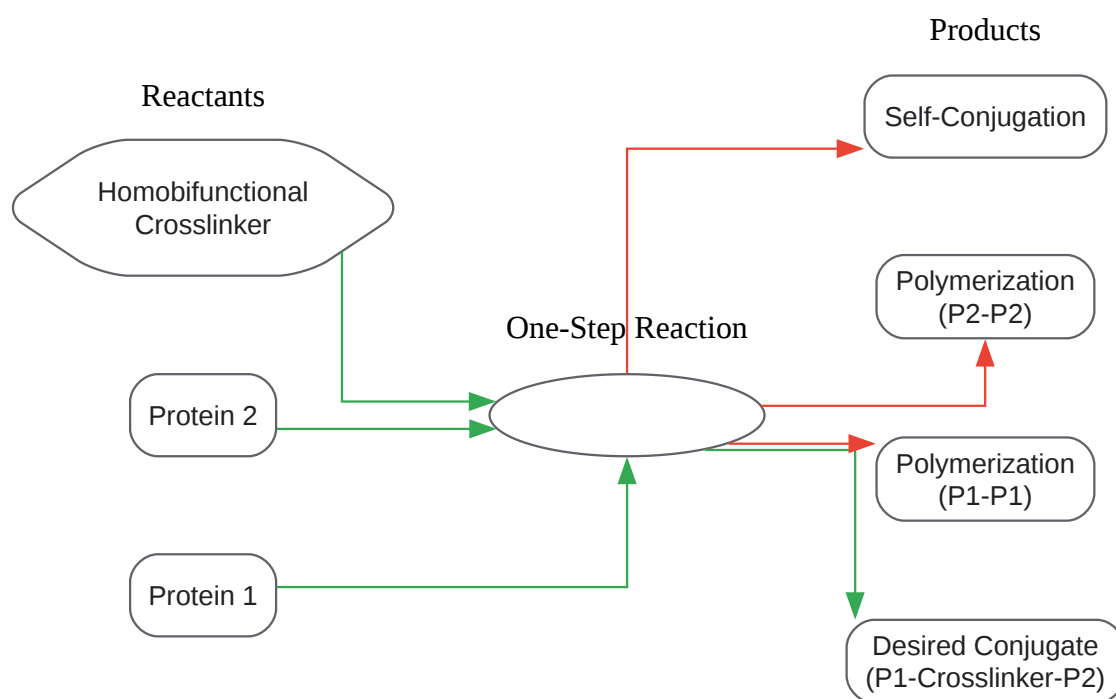 Products
Reactants
Self-Conjugation
Homobifunctional
Crosslinker
Polymerization
(P2-P2)
One-Step Reaction
Protein 2
Polymerization
(P1-P1)
Protein 1
Desired Conjugate
(P1-Crosslinker-P2)